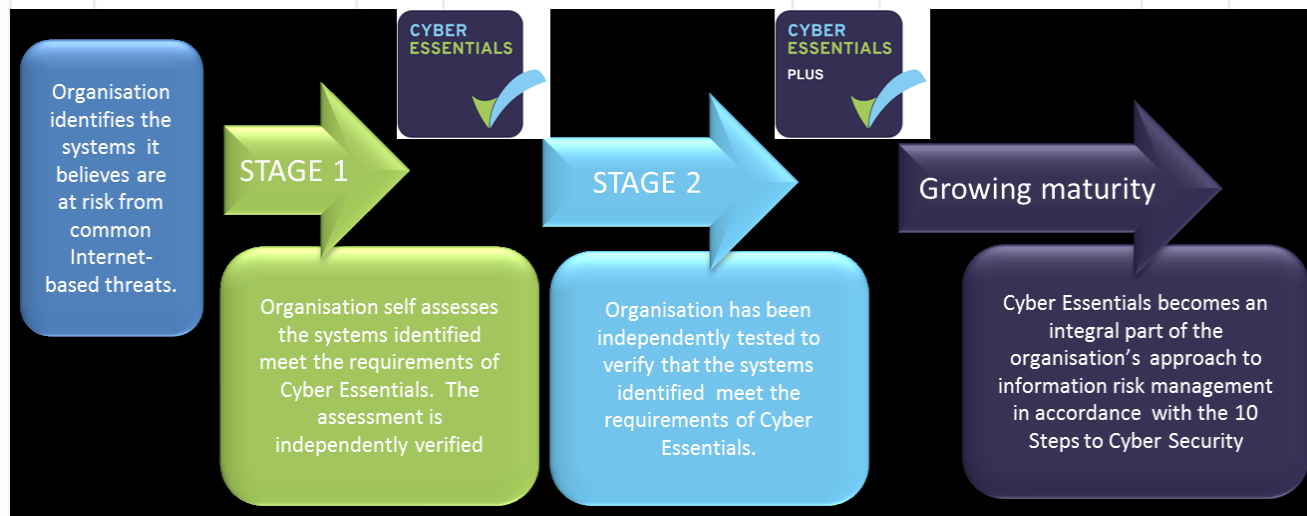 Organisation
identifies the
systems it
believes are
at risk from
common
Internet-
based threats.
STAGE 1
Organisation self assesses
the systems identified
meet the requirements of
Cyber Essentials. The
assessment is
independently verified
CYBER
ESSENTIALS
STAGE 2
Organisation has been
independently tested to
verify that the systems
identified meet the
requirements of Cyber
Essentials.
CYBER
ESSENTIALS
PLUS
Growing maturity
Cyber Essentials becomes an
integral part of the
organisation’s approach to
information risk management
in accordance with the 10
Steps to Cyber Security